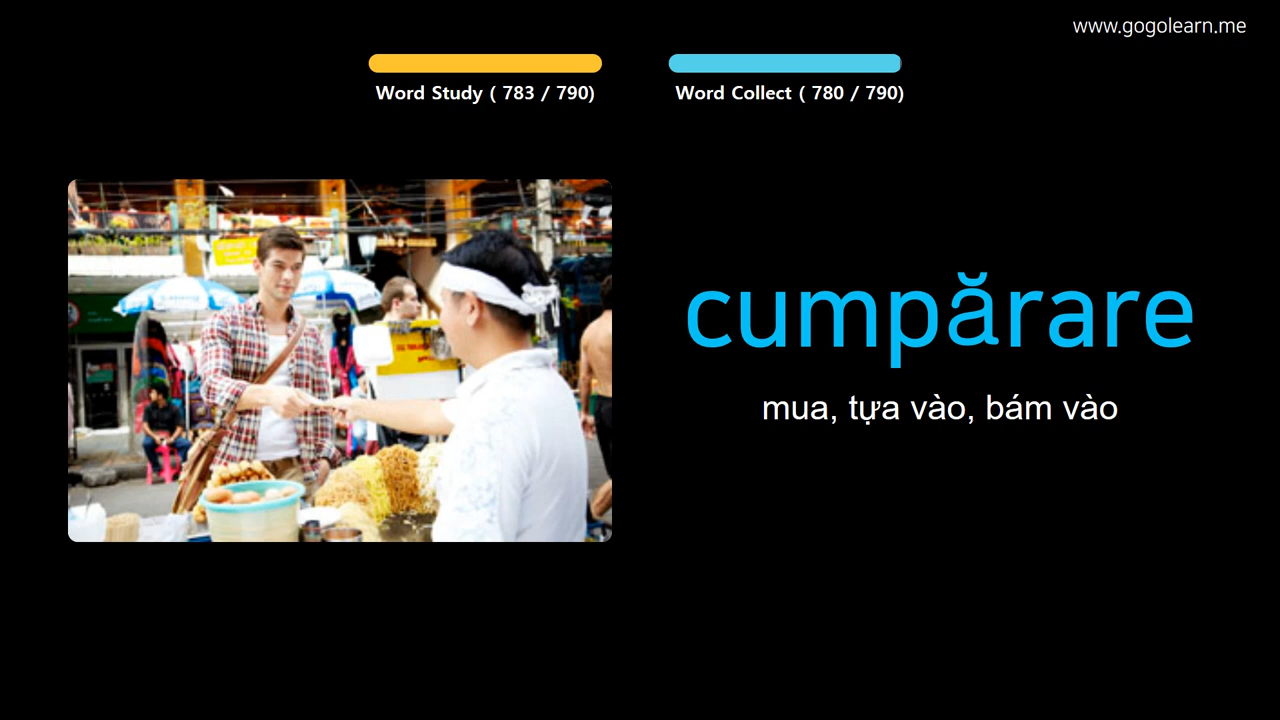 www.gogolearn.me
Word Study ( 783 / 790)
Word Collect ( 780 / 790)
cumpărare
mua, tựa vào, bám vào